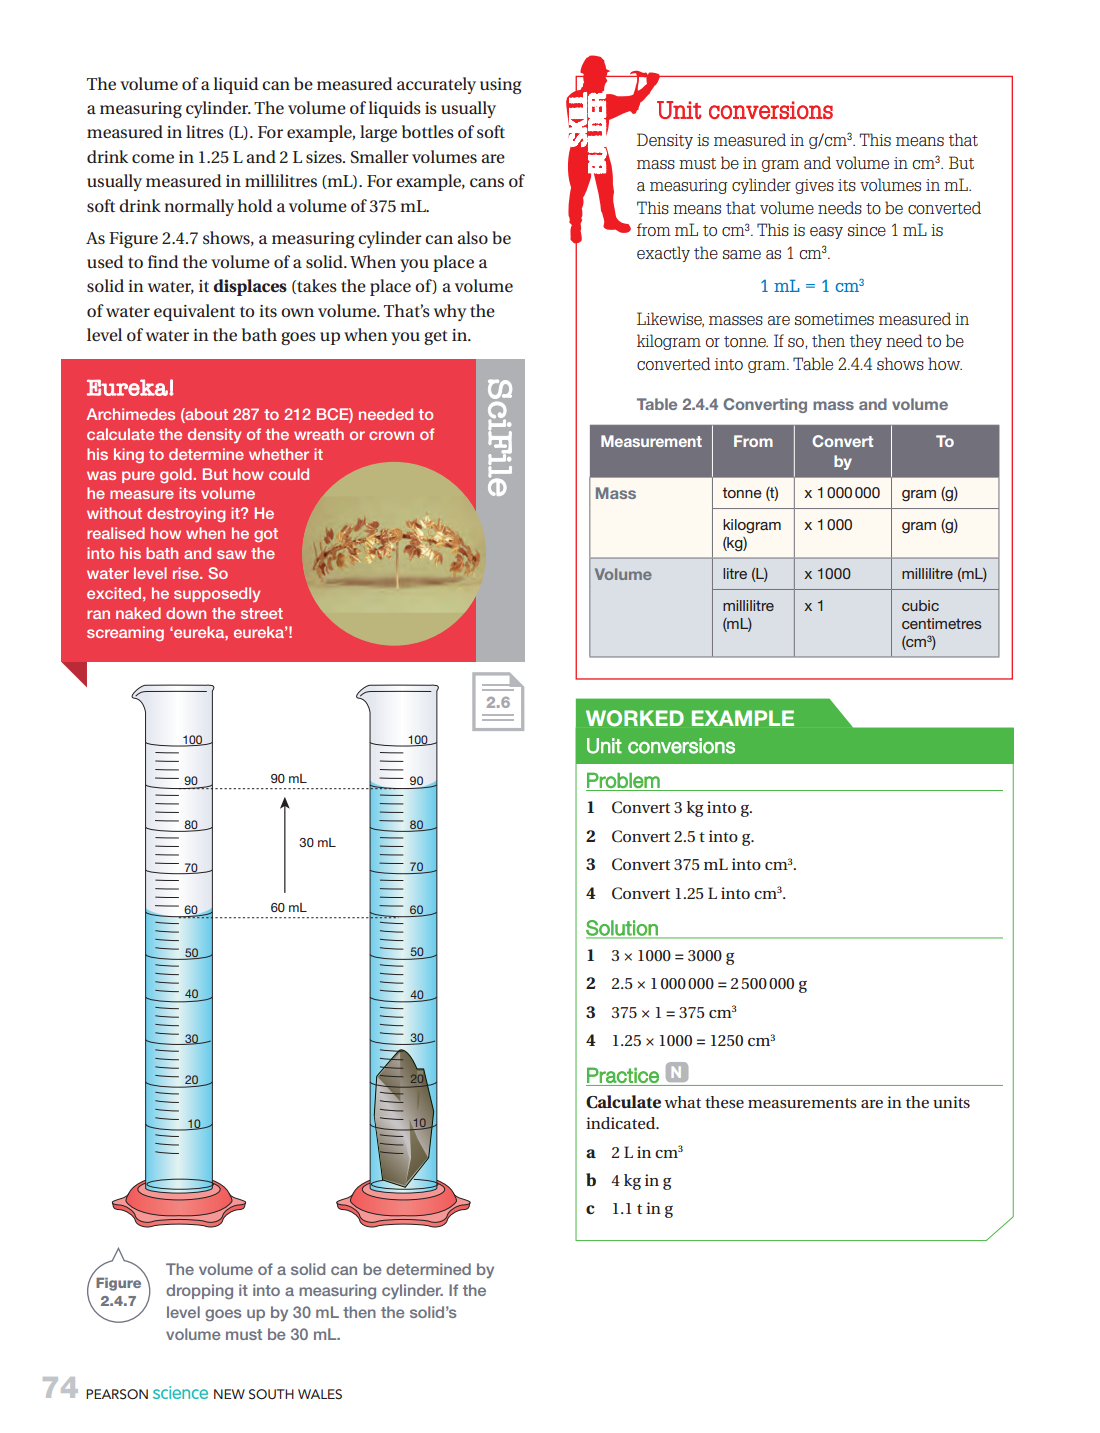 The volume of a liquid can be measured accurately using
a measuring cylinder. The volume of liquids is usually
measured in litres (L). For example, large bottles of soft
drink come in 1.25 L and 2 L sizes. Smaller volumes are
usually measured in millilitres (mL). For example, cans of
soft drink normally hold a volume of 375 mL.
As Figure 2.4.7 shows, a measuring cylinder can also be
used to find the volume of a solid. When you place a
solid in water, it displaces (takes the place of) a volume
of water equivalent to its own volume. That's why the
level of water in the bath goes up when you get in.
Eureka!
Archimedes (about 287 to 212 BCE) needed to
calculate the density of the wreath or crown of
his king to determine whether it
was pure gold. But how could
he measure its volume
without destroying it? He
realised how when he got
into his bath and saw the
water level rise. So
excited, he supposedly
ran naked down the street
screaming 'eureka, eureka'!
SciFile
2.6
100
90
80
70
60
50
40
30
20
10
90 mL
30 mL
60 mL
100
90
80
70
60
50
40
30
20
10
Figure
2.4.7
The volume of a solid can be determined by
dropping it into a measuring cylinder. If the
level goes up by 30 mL then the solid's
volume must be 30 mL.
SKILL
BUILDER
Unit conversions
Density is measured in g/cm³. This means that
mass must be in gram and volume in cm³. But
a measuring cylinder gives its volumes in mL.
This means that volume needs to be converted
from mL to cm³. This is easy since 1 mL is
exactly the same as 1 cm³.
1 mL = 1 cm³
Likewise, masses are sometimes measured in
kilogram or tonne. If so, then they need to be
converted into gram. Table 2.4.4 shows how.
Table 2.4.4 Converting mass and volume
Measurement From Convert by To
Mass tonne (t) x 1 000 000 gram (g)
kilogram (kg) x 1 000 gram (g)
Volume litre (L) x 1000 millilitre (mL)
millilitre (mL) x 1 cubic centimetres (cm³)
WORKED EXAMPLE
Unit conversions
Problem
1 Convert 3 kg into g.
2 Convert 2.5 t into g.
3 Convert 375 mL into cm³.
4 Convert 1.25 L into cm³.
Solution
1 3 × 1000 = 3000 g
2 2.5 × 1 000 000 = 2 500 000 g
3 375 × 1 = 375 cm³
4 1.25 × 1000 = 1250 cm³
Practice N
Calculate what these measurements are in the units
indicated.
a 2 L in cm³
b 4 kg in g
c 1.1 t in g
74 PEARSON science NEW SOUTH WALES